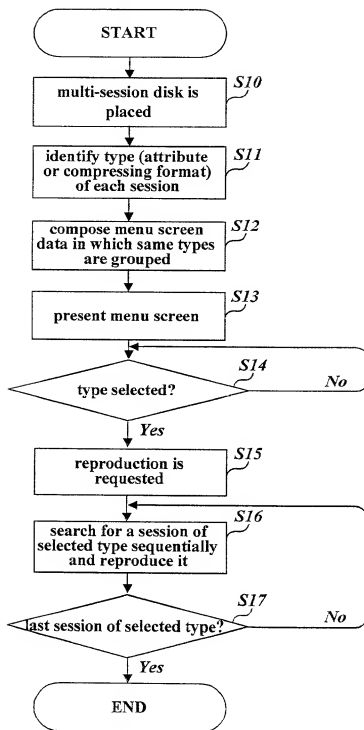 START
S10
multi-session disk is
placed
S11
identify type (attribute
or compressing format)
of each session
S12
compose menu screen
data in which same types
are grouped
S13
present menu screen
S14
type selected?
No
Yes
S15
reproduction is
requested
S16
search for a session of
selected type sequentially
and reproduce it
S17
last session of selected type?
No
Yes
END